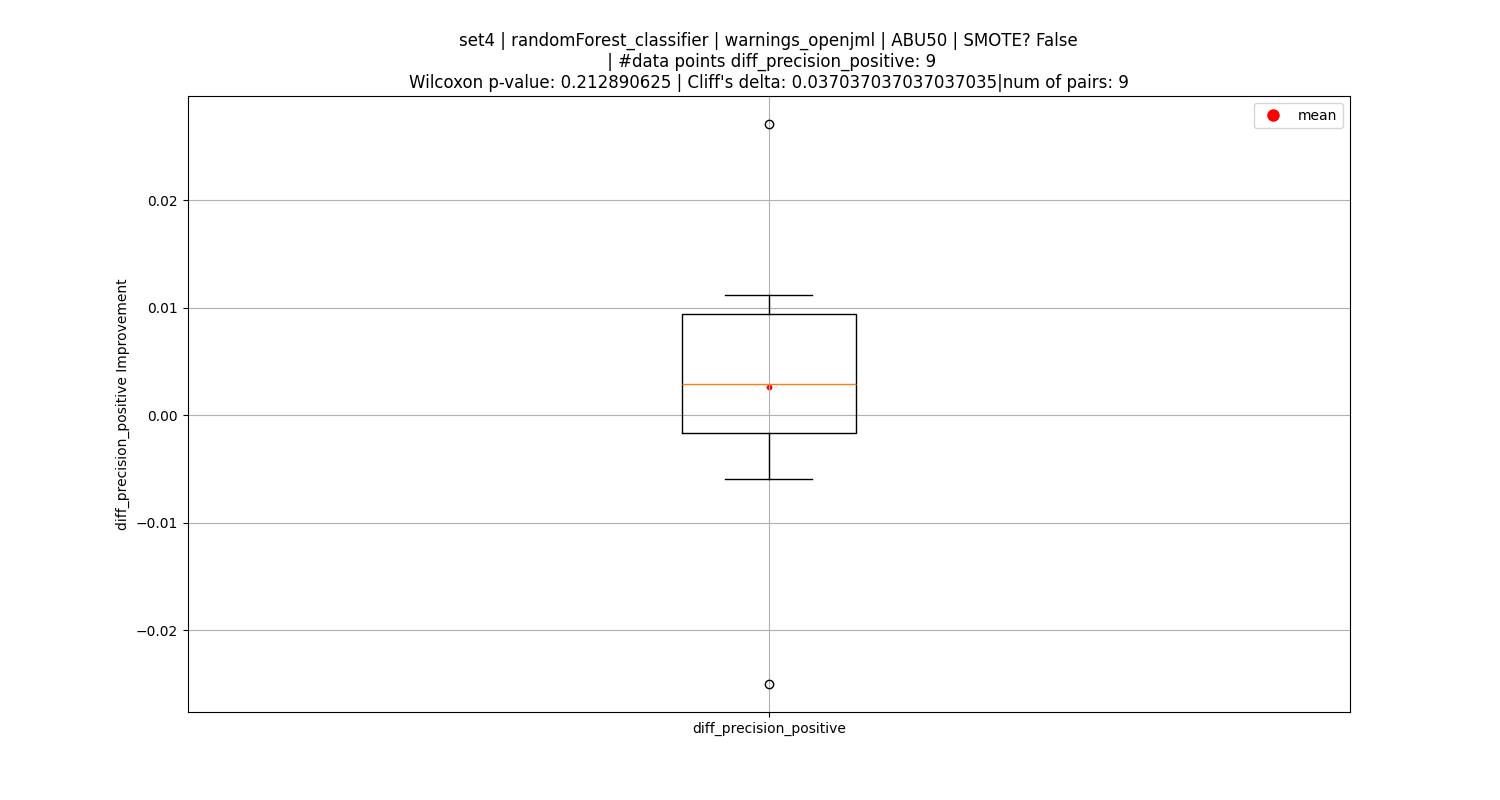 set4 | randomForest_classifier | warnings_openjml | ABU50 | SMOTE? False
| #data points diff_precision_positive: 9
Wilcoxon p-value: 0.212890625 | Cliff's delta: 0.037037037037037035|num of pairs: 9
mean
0.02
0.01
0.00
−0.01
−0.02
diff_precision_positive Improvement
diff_precision_positive